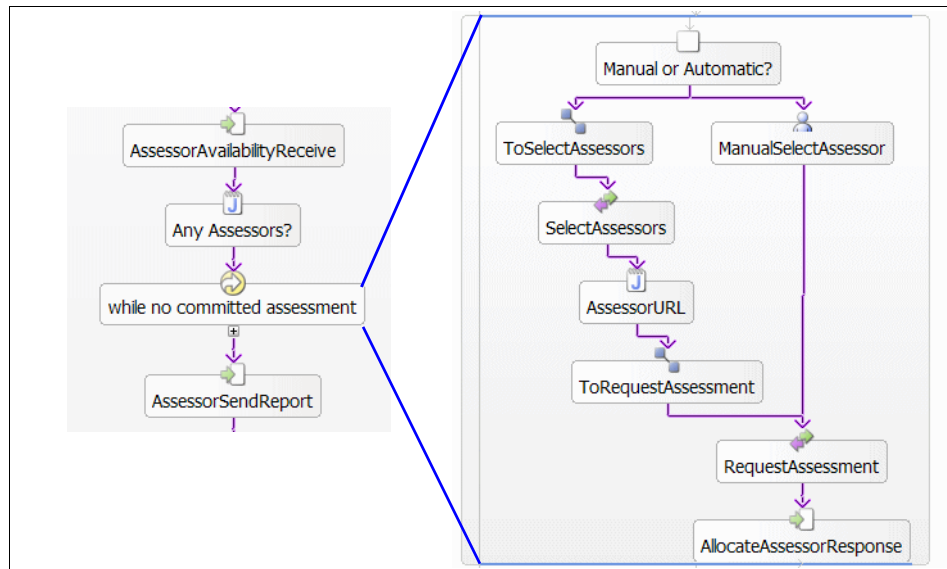 AssessorAvailabilityReceive
J
Any Assessors?
while no committed assessment
AssessorSendReport
Manual or Automatic?
ToSelectAssessors
ManualSelectAssessor
SelectAssessors
J
AssessorURL
ToRequestAssessment
RequestAssessment
AllocateAssessorResponse